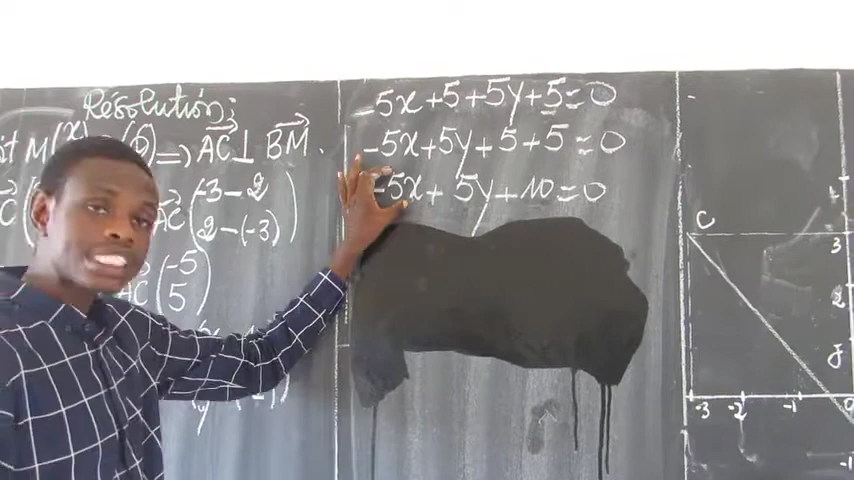 Résolution;
it M(x) (D) => AC ⊥ BM.
AC (-3 - 2
2 - (-3))
AC (-5
5)
-5x + 5 + 5y + 5 = 0
-5x + 5y + 5 + 5 = 0
-5x + 5y + 10 = 0
C
3
2
1
-3 -2 -1 0
-1